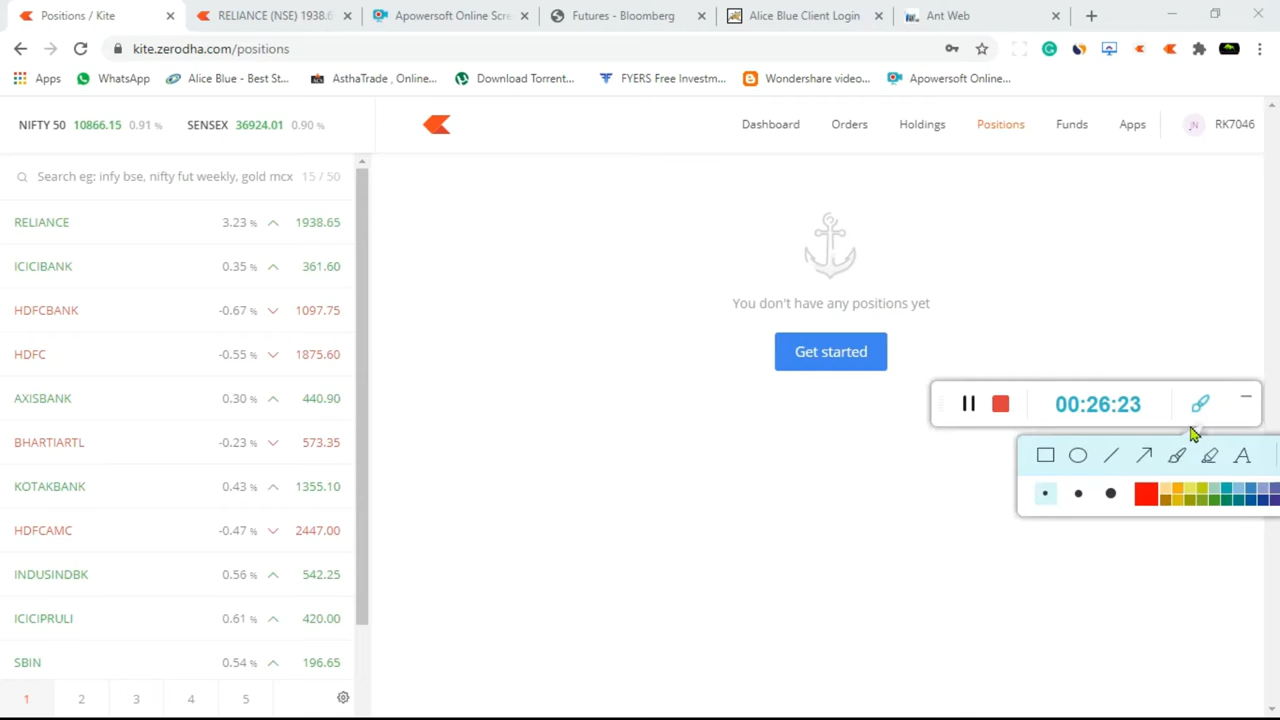 Positions / Kite
RELIANCE (NSE) 1938.6
Apowersoft Online Scre
Futures - Bloomberg
Alice Blue Client Login
Ant Web
kite.zerodha.com/positions
Apps
WhatsApp
Alice Blue - Best St...
AsthaTrade , Online...
Download Torrent...
FYERS Free Investm...
Wondershare video...
Apowersoft Online...
NIFTY 50 10866.15 0.91 %
SENSEX 36924.01 0.90 %
Dashboard
Orders
Holdings
Positions
Funds
Apps
JN
RK7046
Search eg: infy bse, nifty fut weekly, gold mcx 15 / 50
RELIANCE 3.23 % 1938.65
ICICIBANK 0.35 % 361.60
HDFCBANK -0.67 % 1097.75
HDFC -0.55 % 1875.60
AXISBANK 0.30 % 440.90
BHARTIARTL -0.23 % 573.35
KOTAKBANK 0.43 % 1355.10
HDFCAMC -0.47 % 2447.00
INDUSINDBK 0.56 % 542.25
ICICIPRULI 0.61 % 420.00
SBIN 0.54 % 196.65
1 2 3 4 5
You don't have any positions yet
Get started
00:26:23
A